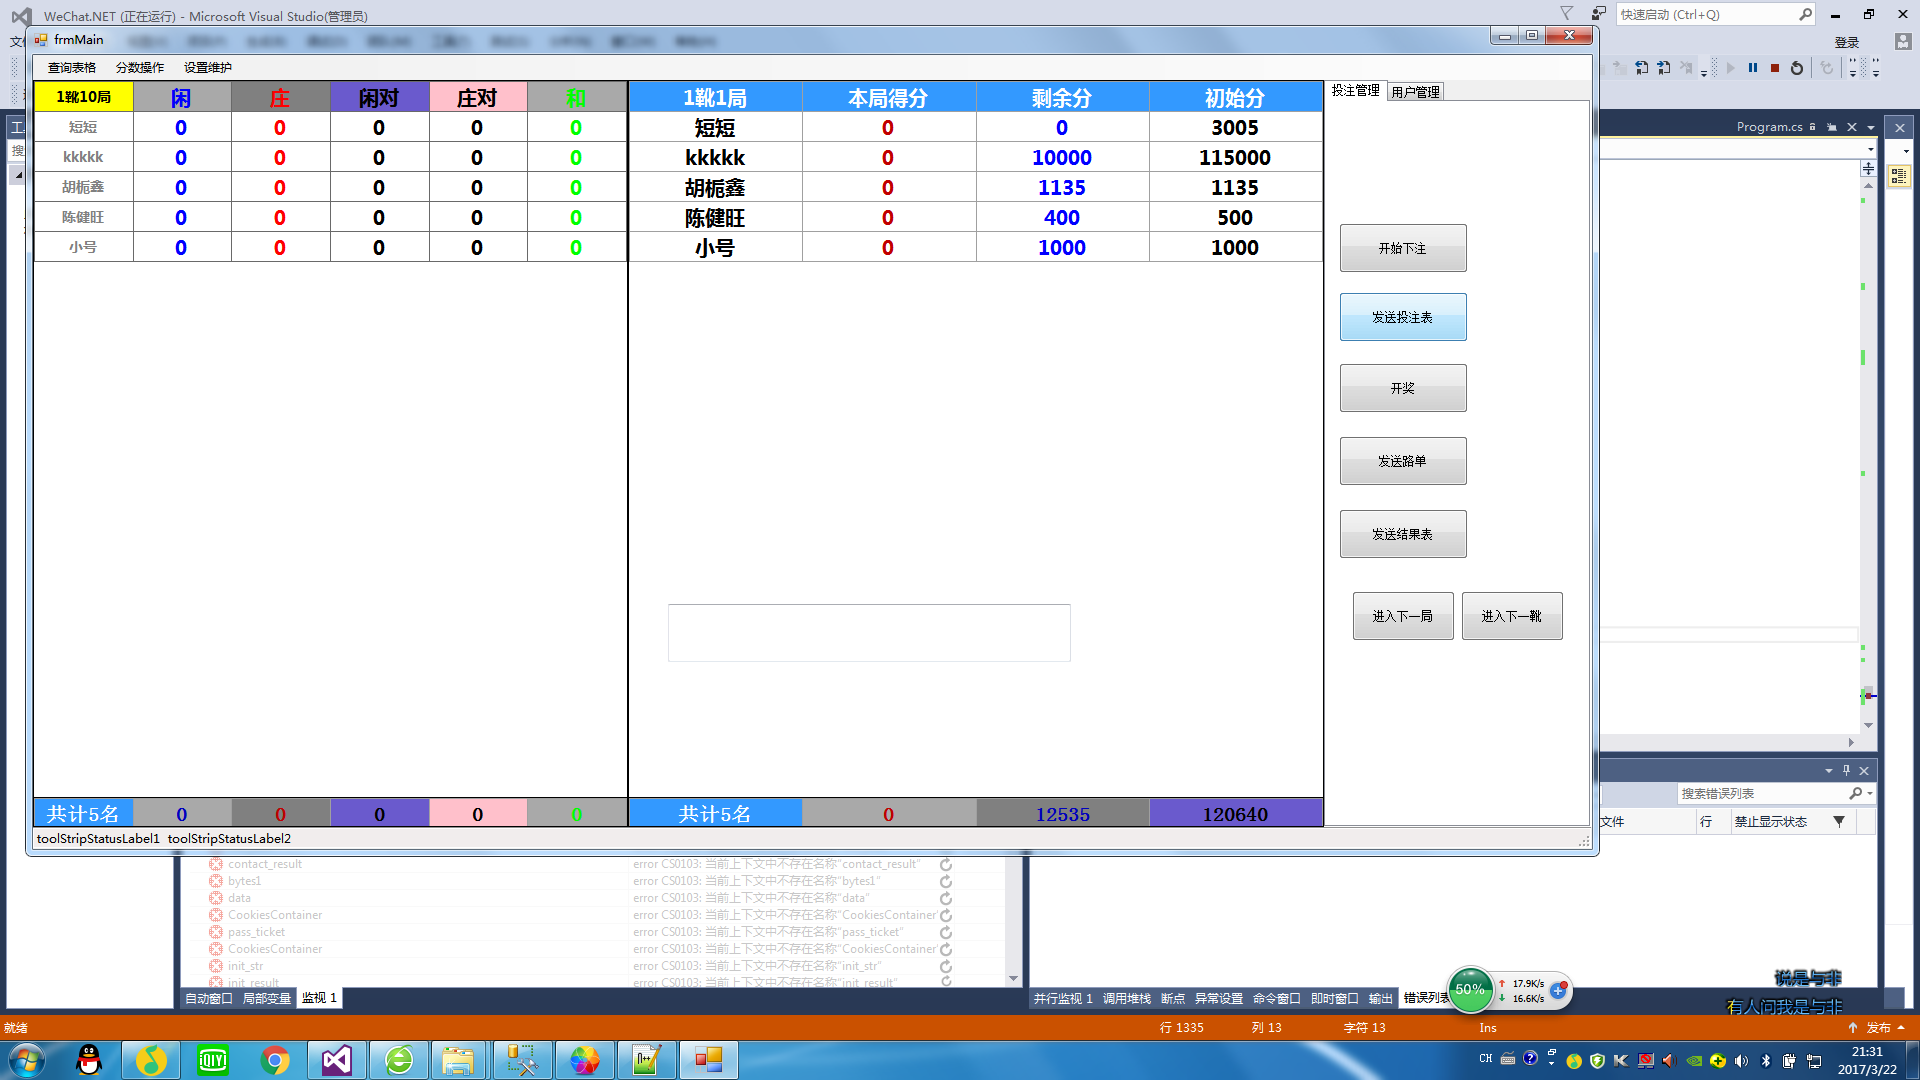 WeChat.NET (正在运行) - Microsoft Visual Studio(管理员)
快速启动 (Ctrl+Q)
frmMain
登录
查询表格 分数操作 设置维护
1靴10局 闲 庄 闲对 庄对 和
短短 0 0 0 0 0
kkkkk 0 0 0 0 0
胡栀鑫 0 0 0 0 0
陈健旺 0 0 0 0 0
小号 0 0 0 0 0
共计5名 0 0 0 0 0
1靴1局 本局得分 剩余分 初始分
短短 0 0 3005
kkkkk 0 10000 115000
胡栀鑫 0 1135 1135
陈健旺 0 400 500
小号 0 1000 1000
共计5名 0 12535 120640
投注管理 用户管理
开始下注
发送投注表
开奖
发送路单
发送结果表
进入下一局 进入下一靴
toolStripStatusLabel1 toolStripStatusLabel2
Program.cs
搜索错误列表
文件 行 禁止显示状态
contact_result error CS0103: 当前上下文中不存在名称"contact_result"
bytes1 error CS0103: 当前上下文中不存在名称"bytes1"
data error CS0103: 当前上下文中不存在名称"data"
CookiesContainer error CS0103: 当前上下文中不存在名称"CookiesContainer"
pass_ticket error CS0103: 当前上下文中不存在名称"pass_ticket"
CookiesContainer error CS0103: 当前上下文中不存在名称"CookiesContainer"
init_str error CS0103: 当前上下文中不存在名称"init_str"
init_result error CS0103: 当前上下文中不存在名称"init_result"
自动窗口 局部变量 监视 1
并行监视 1 调用堆栈 断点 异常设置 命令窗口 即时窗口 输出 错误列表
50% 17.9K/s
16.6K/s
说是与非
有人问我是与非
就绪 行 1335 列 13 字符 13 Ins 发布
CH
21:31
2017/3/22